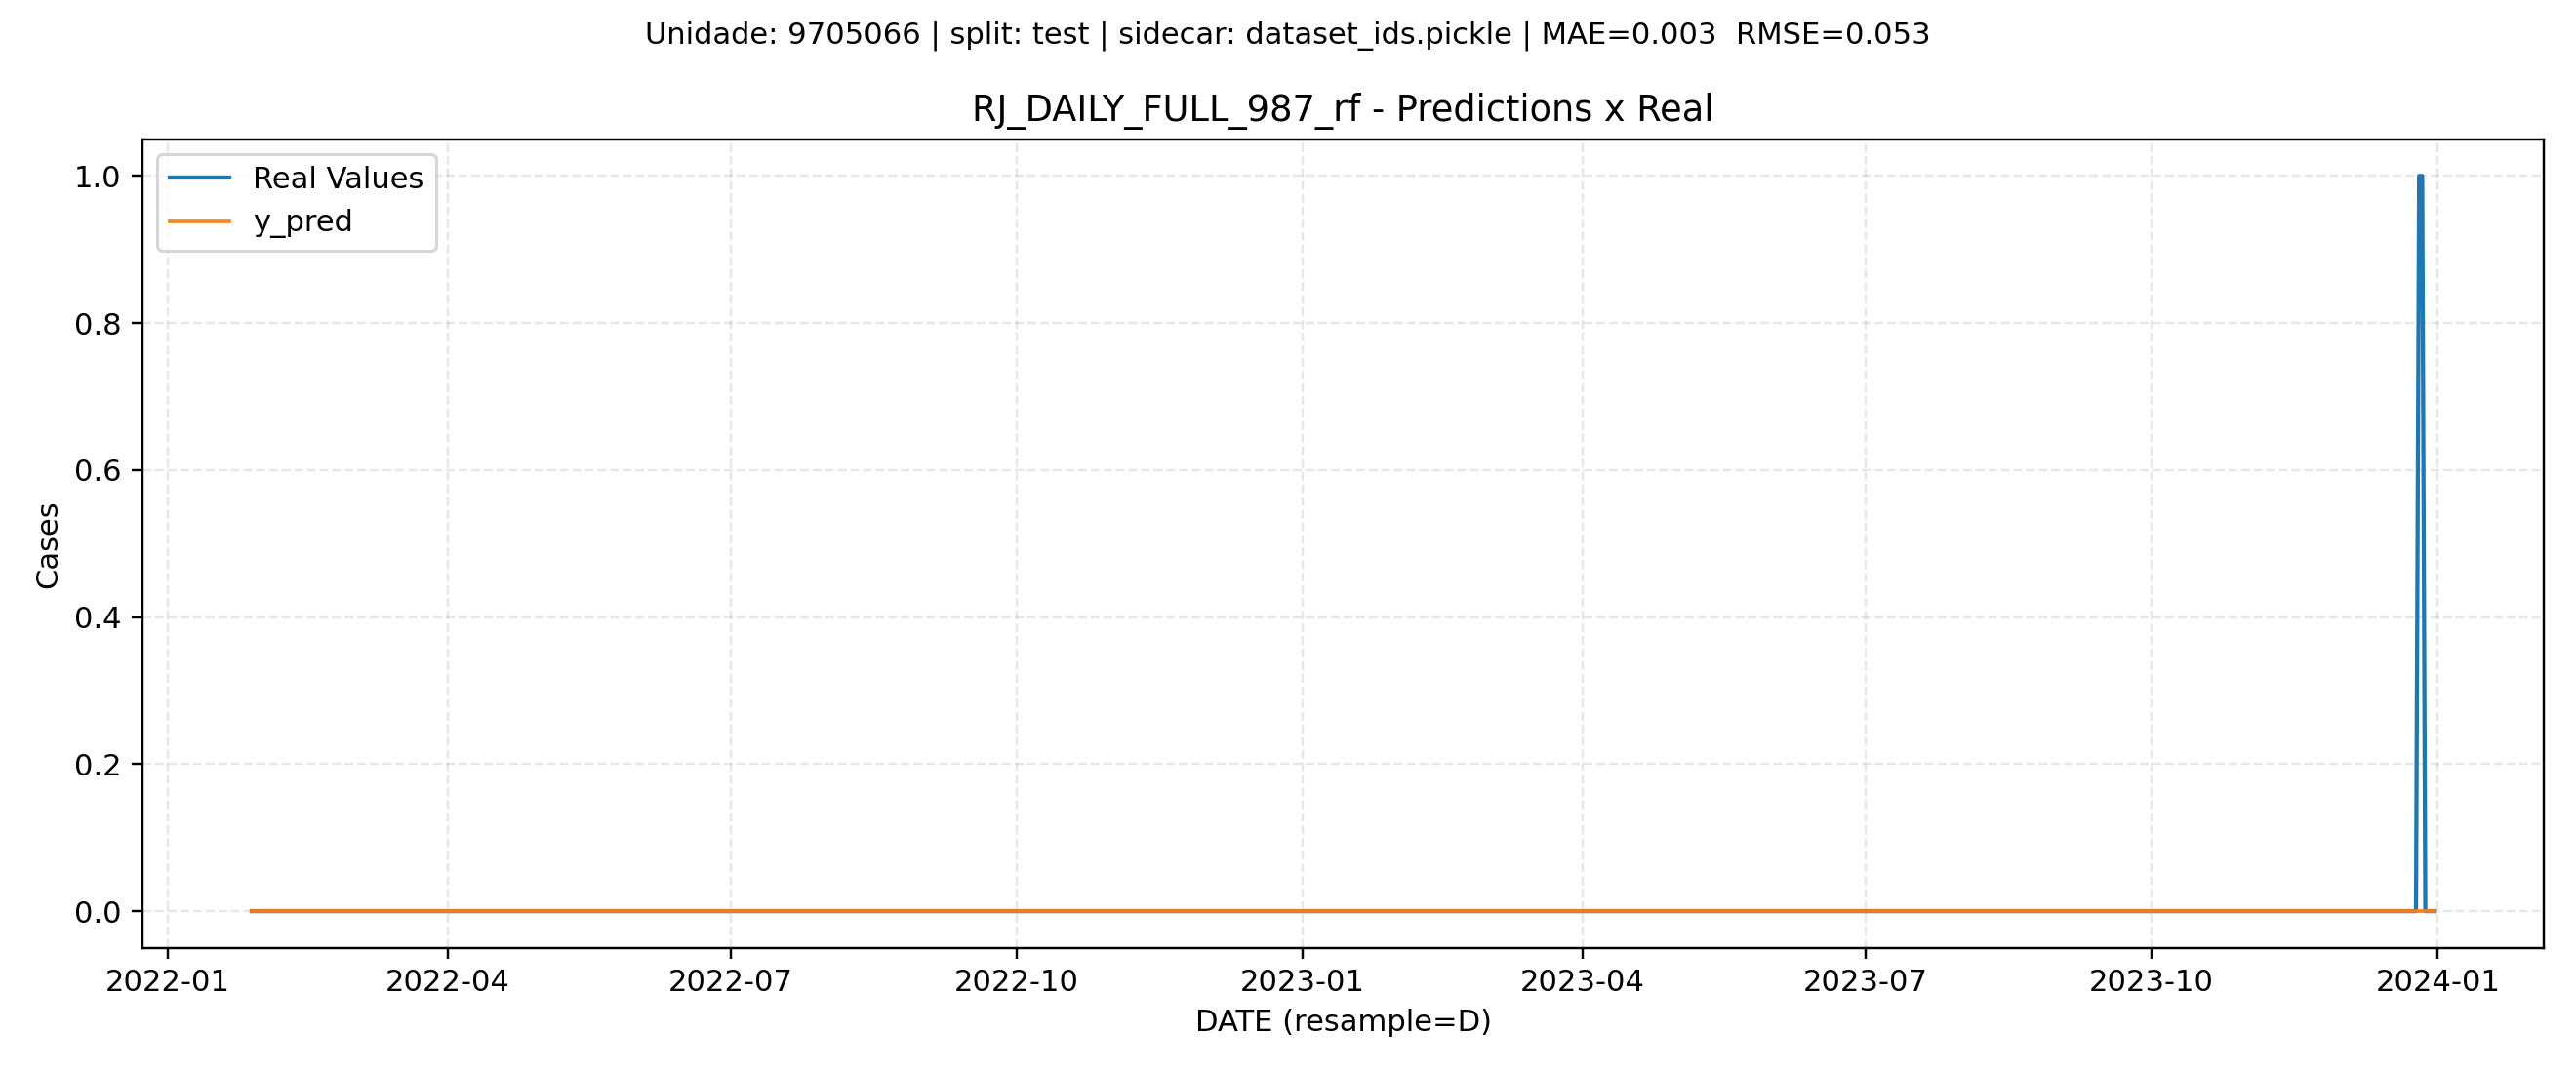 Unidade: 9705066 | split: test | sidecar: dataset_ids.pickle | MAE=0.003  RMSE=0.053
RJ_DAILY_FULL_987_rf - Predictions x Real
Real Values
y_pred
1.0
0.8
0.6
0.4
0.2
0.0
Cases
2022-01
2022-04
2022-07
2022-10
2023-01
2023-04
2023-07
2023-10
2024-01
DATE (resample=D)